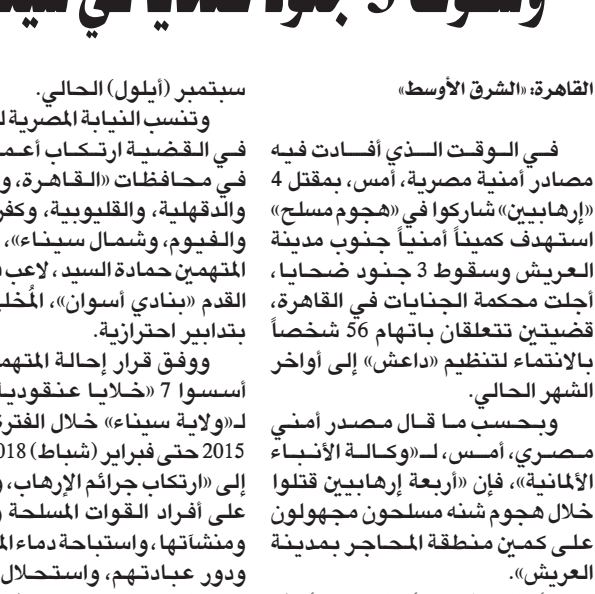 القاهرة: «الشرق الأوسط»
في الوقت الذي أفادت فيه
مصادر أمنية مصرية، أمس، بمقتل 4
«إرهابيين» شاركوا في «هجوم مسلح»
استهدف كميناً أمنياً جنوب مدينة
العريش وسقوط 3 جنود ضحايا،
أجلت محكمة الجنايات في القاهرة،
قضيتين تتعلقان باتهام 56 شخصاً
بالانتماء لتنظيم «داعش» إلى أواخر
الشهر الحالي.
وبحسب ما قال مصدر أمني
مصري، أمس، لـ«وكالة الأنباء
الألمانية»، فإن «أربعة إرهابيين قتلوا
خلال هجوم شنه مسلحون مجهولون
على كمين منطقة المحاجر بمدينة
العريش».
سبتمبر (أيلول) الحالي.
وتنسب النيابة المصرية
في القضية ارتكاب
في محافظات «القاهرة،
والدقهلية، والقليوبية،
والفيوم، وشمال سيناء»،
المتهمين حمادة السيد، لاعب
القدم «بنادي أسوان»،
بتدابير احترازية.
ووفق قرار إحالة
أسسوا 7 «خلايا
لـ«ولاية سيناء» خلال
2015 حتى فبراير (شباط)
إلى «ارتكاب جرائم الإرهاب،
على أفراد القوات المسلحة
ومنشآتها، واستباحة دماء
ودور عبادتهم، واستحلال